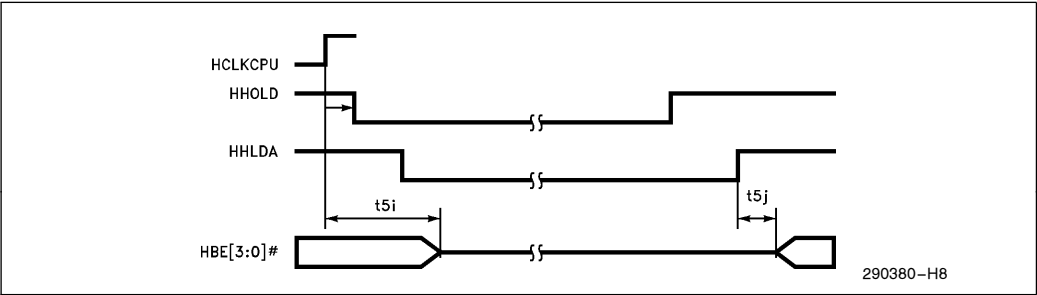 HCLKCPU
HHOLD
HHLDA
t5i
t5j
HBE[3:0]#
290380-H8